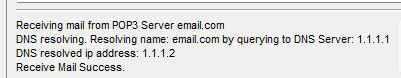 Receiving mail from POP3 Server email.com
DNS resolving. Resolving name: email.com by querying to DNS Server: 1.1.1.1
DNS resolved ip address: 1.1.1.2
Receive Mail Success.